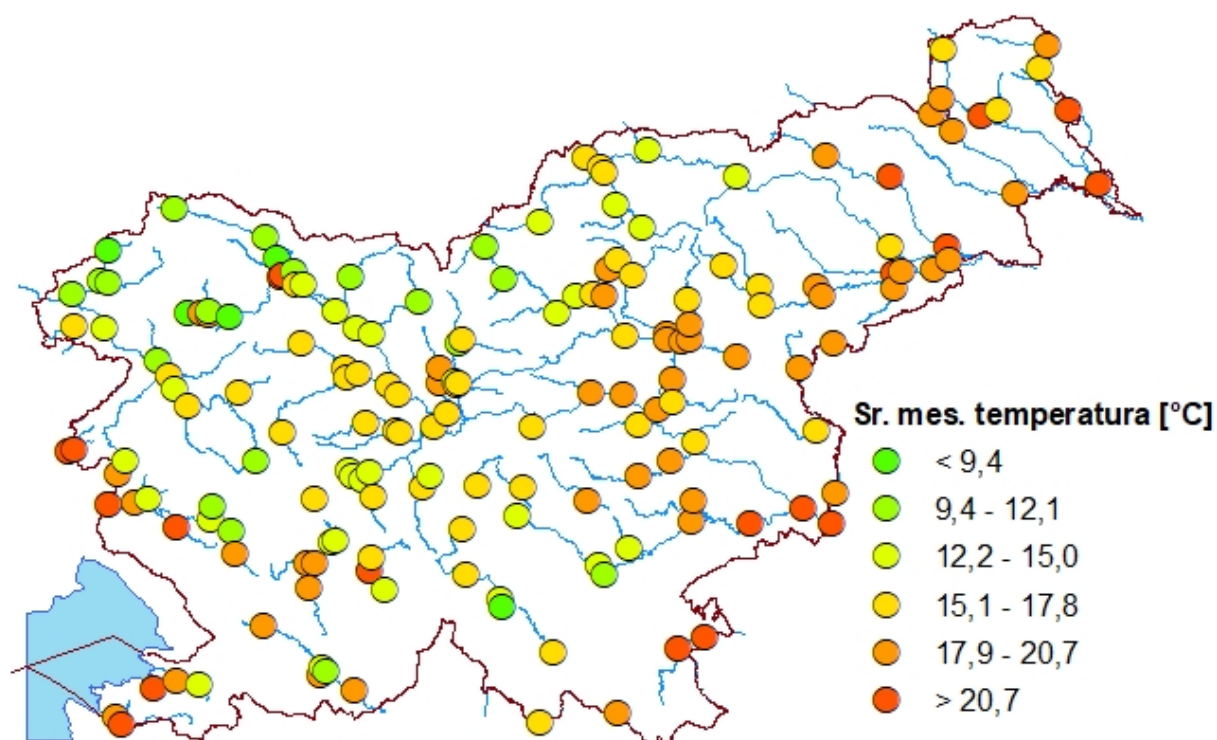 Sr. mes. temperatura [°C]
< 9,4
9,4 - 12,1
12,2 - 15,0
15,1 - 17,8
17,9 - 20,7
> 20,7